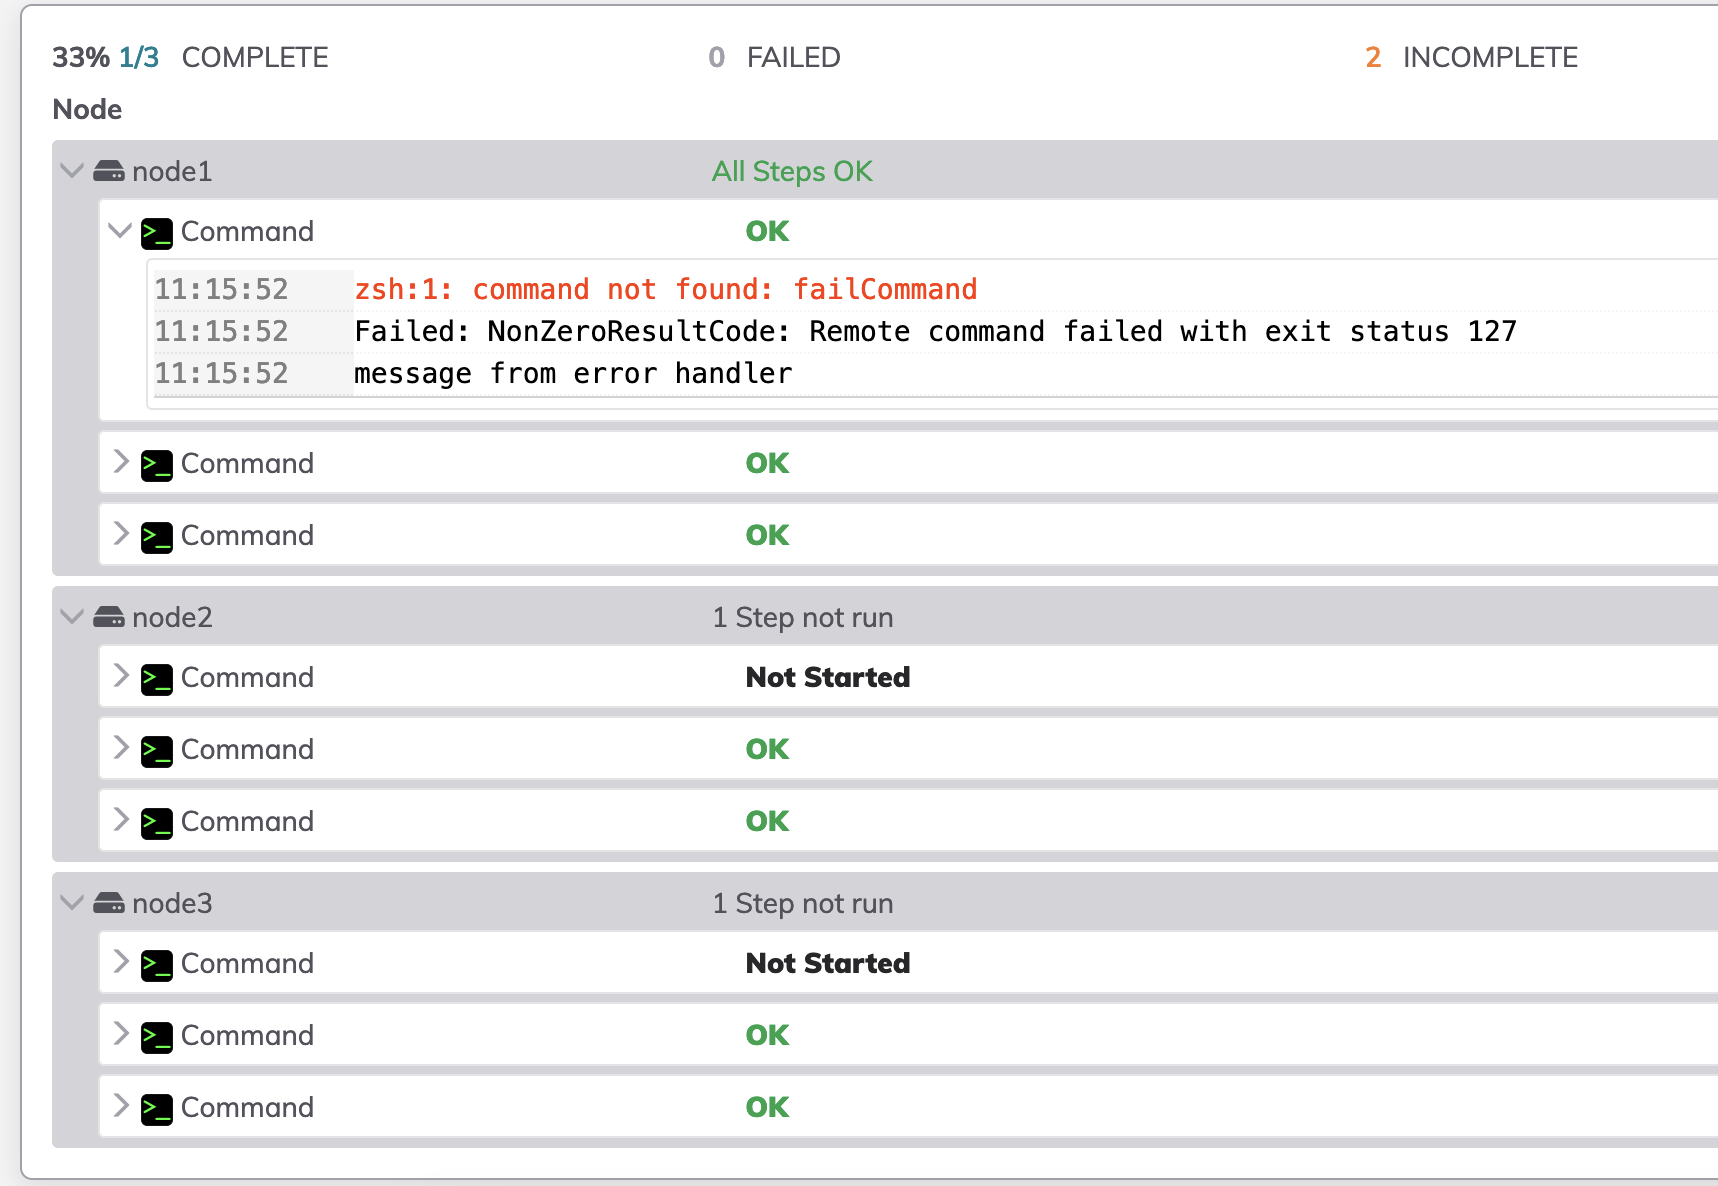 33% 1/3 COMPLETE 0 FAILED 2 INCOMPLETE
Node
node1 All Steps OK
>_ Command OK
11:15:52 zsh:1: command not found: failCommand
11:15:52 Failed: NonZeroResultCode: Remote command failed with exit status 127
11:15:52 message from error handler
>_ Command OK
>_ Command OK
node2 1 Step not run
>_ Command Not Started
>_ Command OK
>_ Command OK
node3 1 Step not run
>_ Command Not Started
>_ Command OK
>_ Command OK